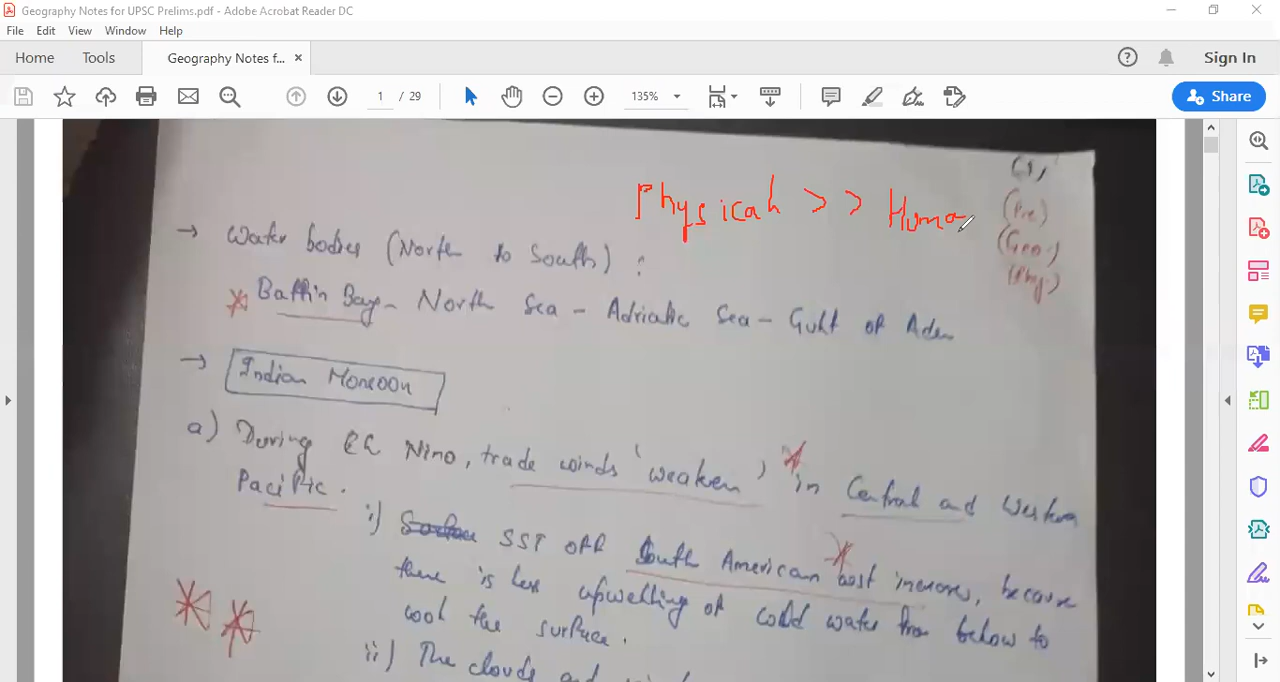 Geography Notes for UPSC Prelims.pdf - Adobe Acrobat Reader DC
File Edit View Window Help
Home Tools Geography Notes f... ×
Sign In
1 / 29 135% Share
Physical >> Huma
(1)
(Pre)
(Geo.)
(Phy.)
→ Water bodies (North to South) :
Baffin Bay - North Sea - Adriatic Sea - Gulf of Aden
→ Indian Monsoon
a) During El Nino, trade winds 'weaken' in Central and Western
Pacific.
i) SST off South American coast increases, because
there is less upwelling of cold water from below to
cool the surface.
ii) The clouds and